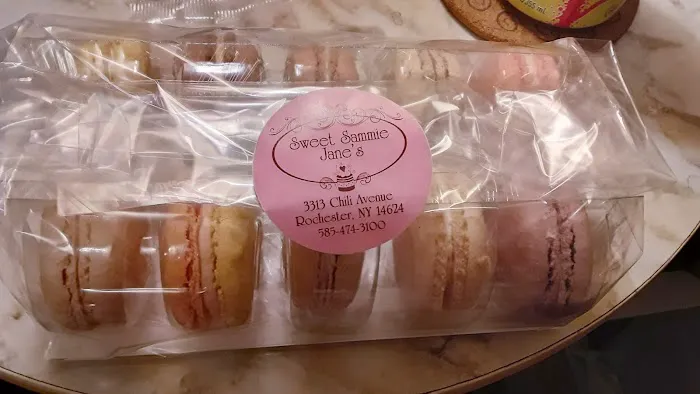 Sweet Sammie
Jane's
3313 Chili Avenue
Rochester, NY 14624
585-474-3100